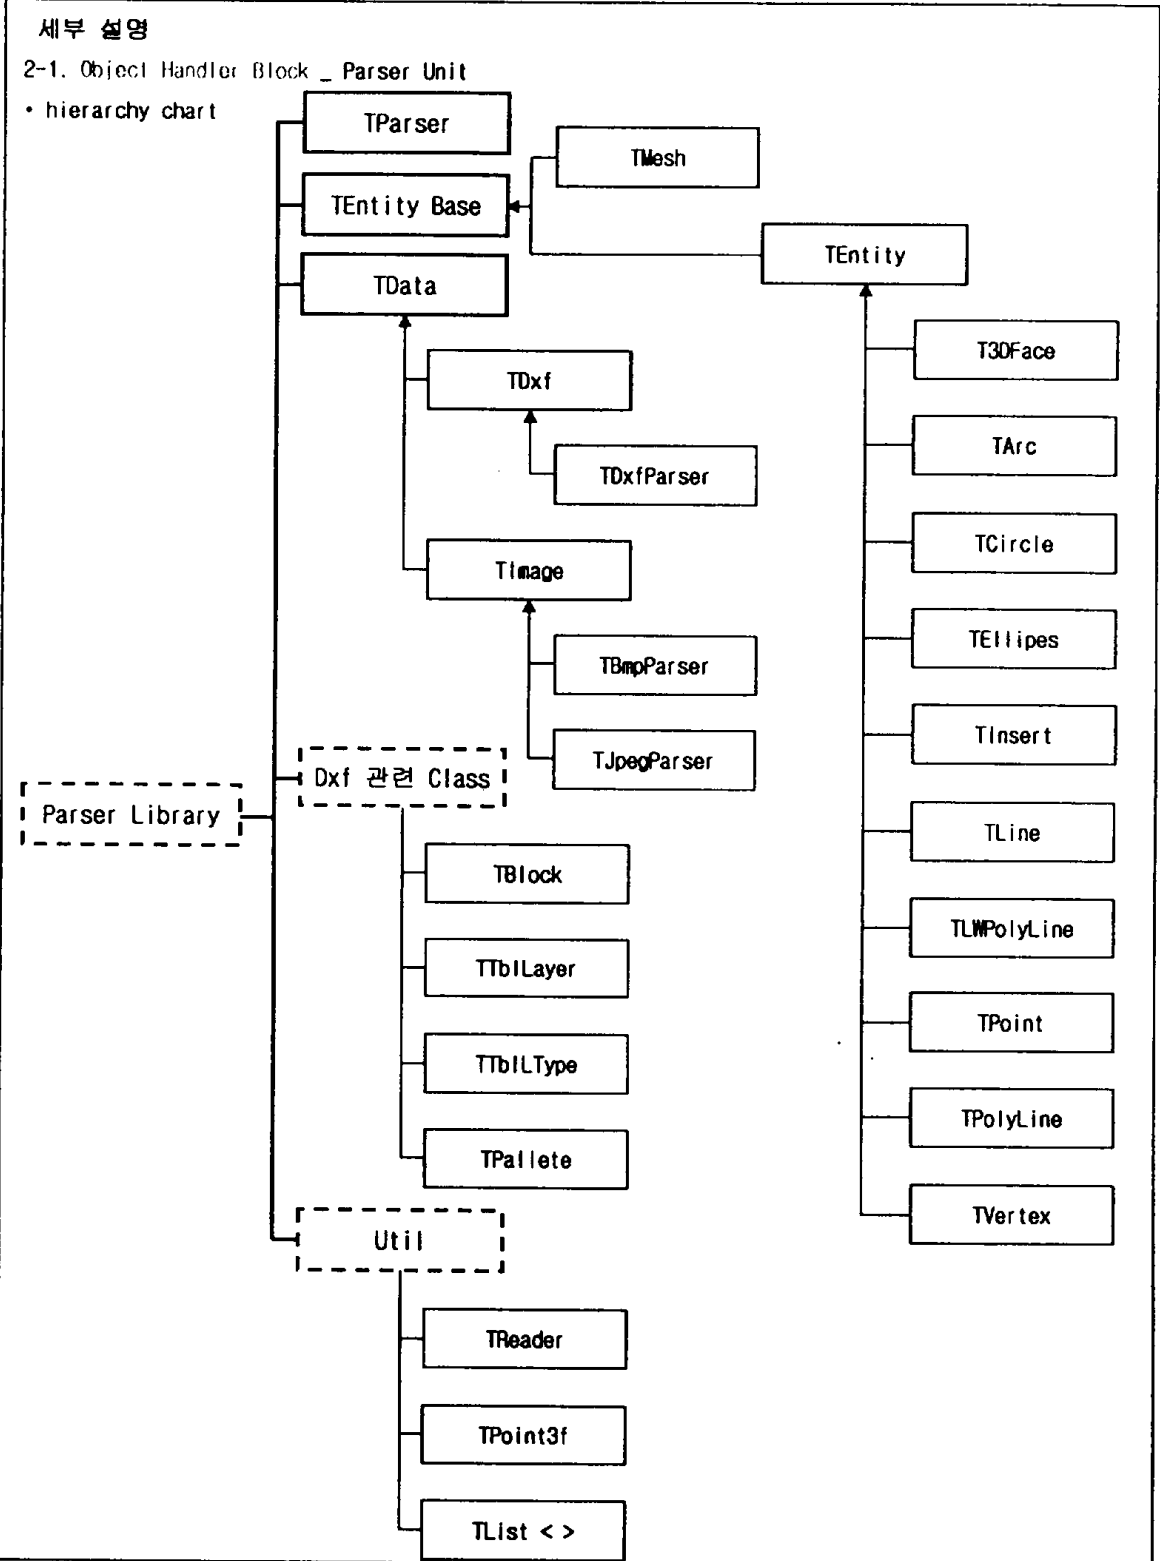 세부 설명
2-1. Object Handler Block _ Parser Unit
• hierarchy chart
TParser
TMesh
TEntity Base
TEntity
TData
T3DFace
TDxf
TArc
TDxfParser
TCircle
TImage
TEllipes
TBmpParser
TInsert
TJpegParser
Dxf 관련 Class
Parser Library
TLine
TBlock
TLWPolyLine
TTblLayer
TPoint
TTblLType
TPolyLine
TPallete
TVertex
Util
TReader
TPoint3f
TList < >